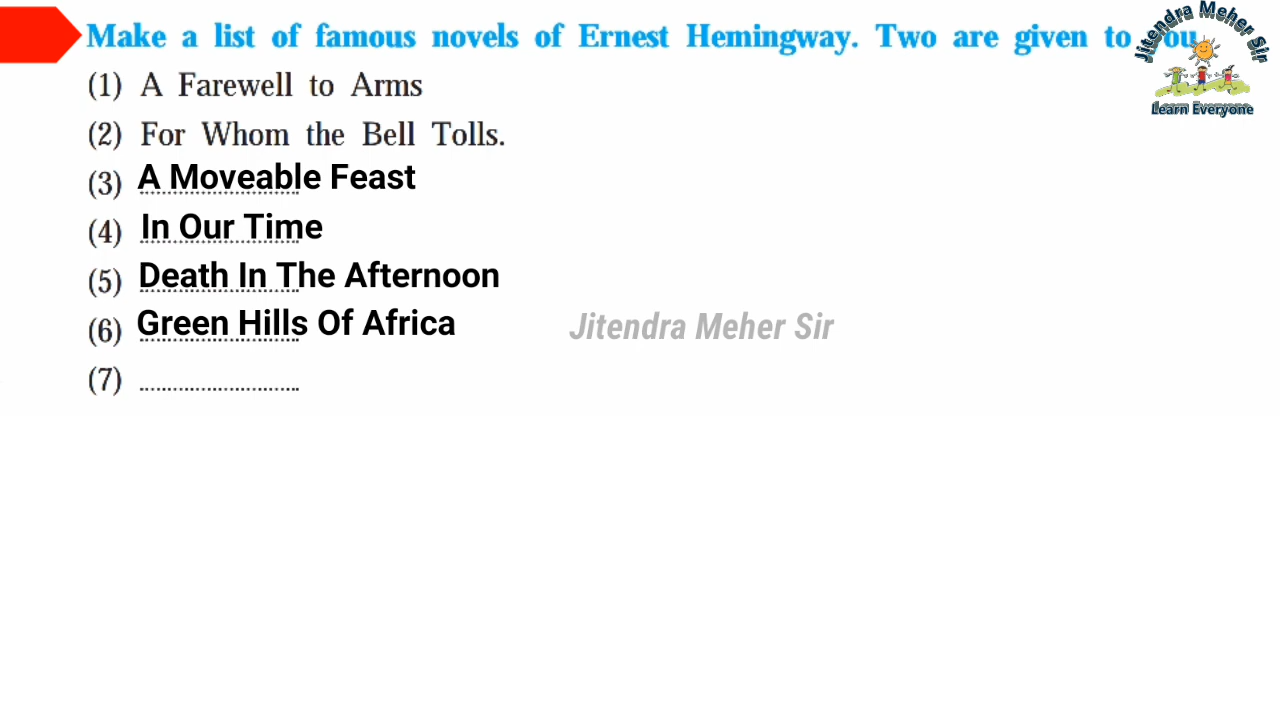 Make a list of famous novels of Ernest Hemingway. Two are given to you
(1) A Farewell to Arms
(2) For Whom the Bell Tolls.
(3) A Moveable Feast
(4) In Our Time
(5) Death In The Afternoon
(6) Green Hills Of Africa
(7) ............................
Jitendra Meher Sir
Jitendra Meher Sir
Learn Everyone